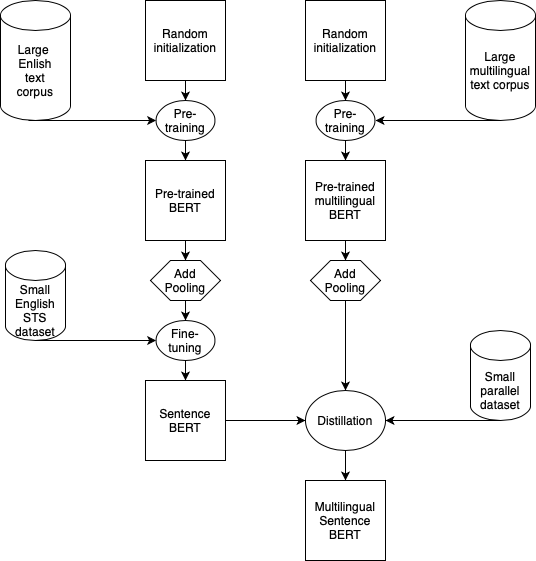 Large
Enlish
text
corpus
Random
initialization
Random
initialization
Large
multilingual
text corpus
Pre-
training
Pre-
training
Pre-trained
BERT
Pre-trained
multilingual
BERT
Add
Pooling
Add
Pooling
Small
English
STS
dataset
Fine-
tuning
Sentence
BERT
Distillation
Small
parallel
dataset
Multilingual
Sentence
BERT